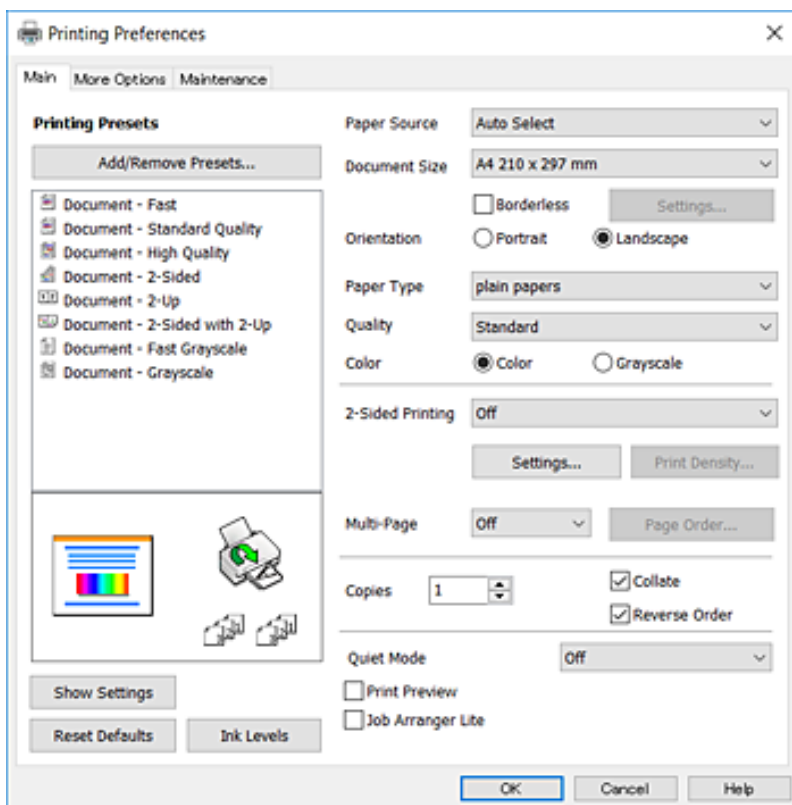 Printing Preferences
Main
More Options
Maintenance
Printing Presets
Add/Remove Presets...
Document - Fast
Document - Standard Quality
Document - High Quality
Document - 2-Sided
Document - 2-Up
Document - 2-Sided with 2-Up
Document - Fast Grayscale
Document - Grayscale
Show Settings
Reset Defaults
Ink Levels
Paper Source
Auto Select
Document Size
A4 210 x 297 mm
Borderless
Settings...
Orientation
Portrait
Landscape
Paper Type
plain papers
Quality
Standard
Color
Color
Grayscale
2-Sided Printing
Off
Settings...
Print Density...
Multi-Page
Off
Page Order...
Copies
1
Collate
Reverse Order
Quiet Mode
Off
Print Preview
Job Arranger Lite
OK
Cancel
Help